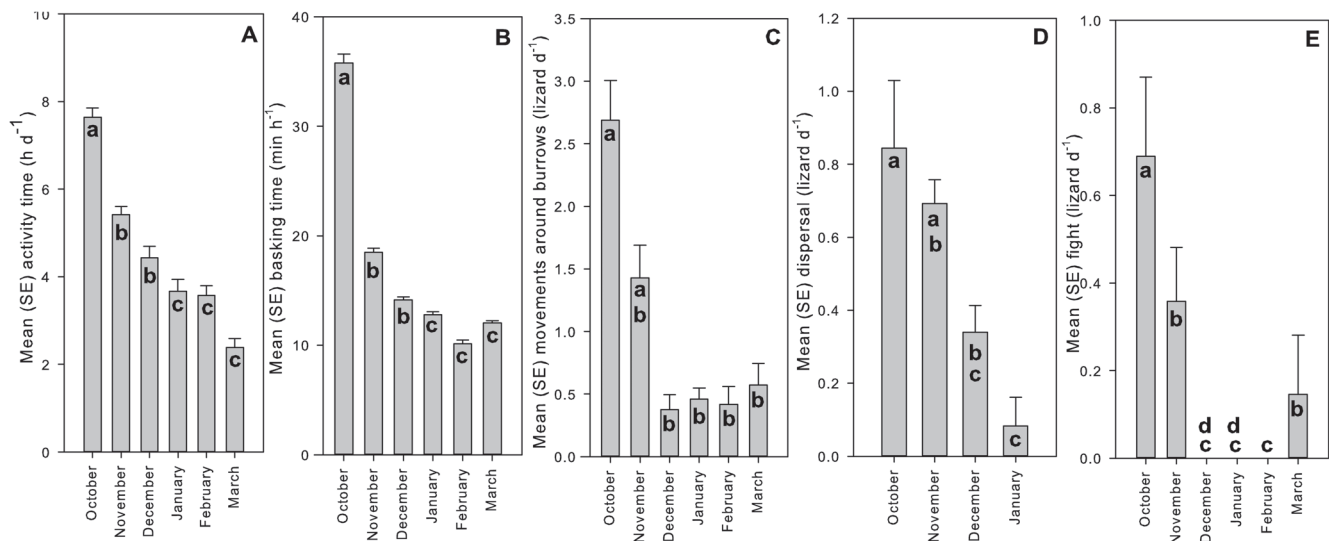 A
Mean (SE) activity time (h d⁻¹)
10
8
6
4
2
0
a
b
b
c
c
c
October
November
December
January
February
March
B
Mean (SE) basking time (min h⁻¹)
40
30
20
10
0
a
b
b
c
c
c
October
November
December
January
February
March
C
Mean (SE) movements around burrows (lizard d⁻¹)
3.5
3.0
2.5
2.0
1.5
1.0
0.5
0.0
a
a
b
b
b
b
b
October
November
December
January
February
March
D
Mean (SE) dispersal (lizard d⁻¹)
1.2
1.0
0.8
0.6
0.4
0.2
0.0
a
a
b
b
c
c
October
November
December
January
E
Mean (SE) fight (lizard d⁻¹)
1.0
0.8
0.6
0.4
0.2
0.0
a
b
d
c
d
c
c
b
October
November
December
January
February
March